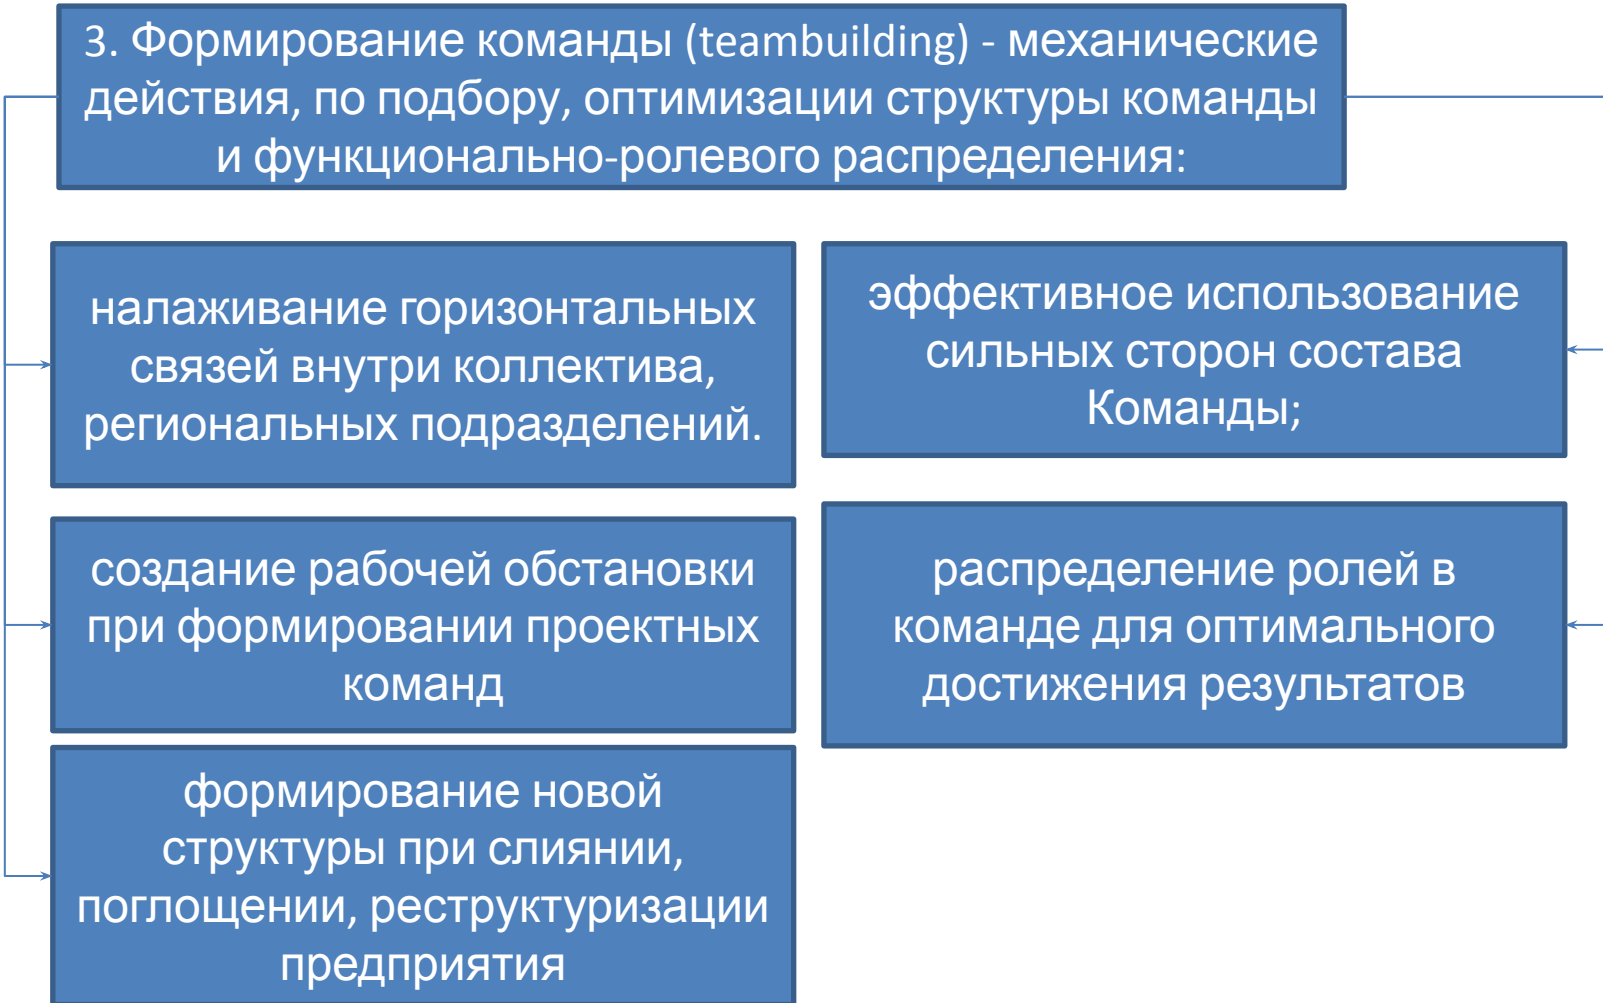 3. Формирование команды (teambuilding) - механические
действия, по подбору, оптимизации структуры команды
и функционально-ролевого распределения:
налаживание горизонтальных
связей внутри коллектива,
региональных подразделений.
эффективное использование
сильных сторон состава
Команды;
создание рабочей обстановки
при формировании проектных
команд
распределение ролей в
команде для оптимального
достижения результатов
формирование новой
структуры при слиянии,
поглощении, реструктуризации
предприятия